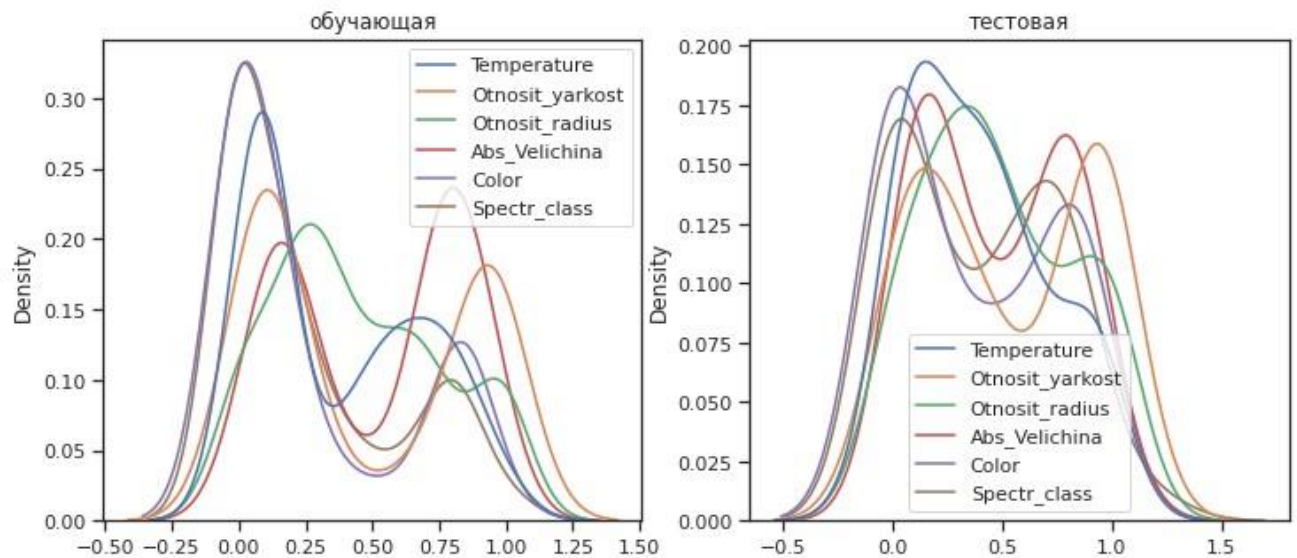 обучающая
Density
0.30
0.25
0.20
0.15
0.10
0.05
0.00
−0.50 −0.25 0.00 0.25 0.50 0.75 1.00 1.25 1.50
Temperature
Otnosit_yarkost
Otnosit_radius
Abs_Velichina
Color
Spectr_class
тестовая
Density
0.200
0.175
0.150
0.125
0.100
0.075
0.050
0.025
0.000
−0.5 0.0 0.5 1.0 1.5
Temperature
Otnosit_yarkost
Otnosit_radius
Abs_Velichina
Color
Spectr_class